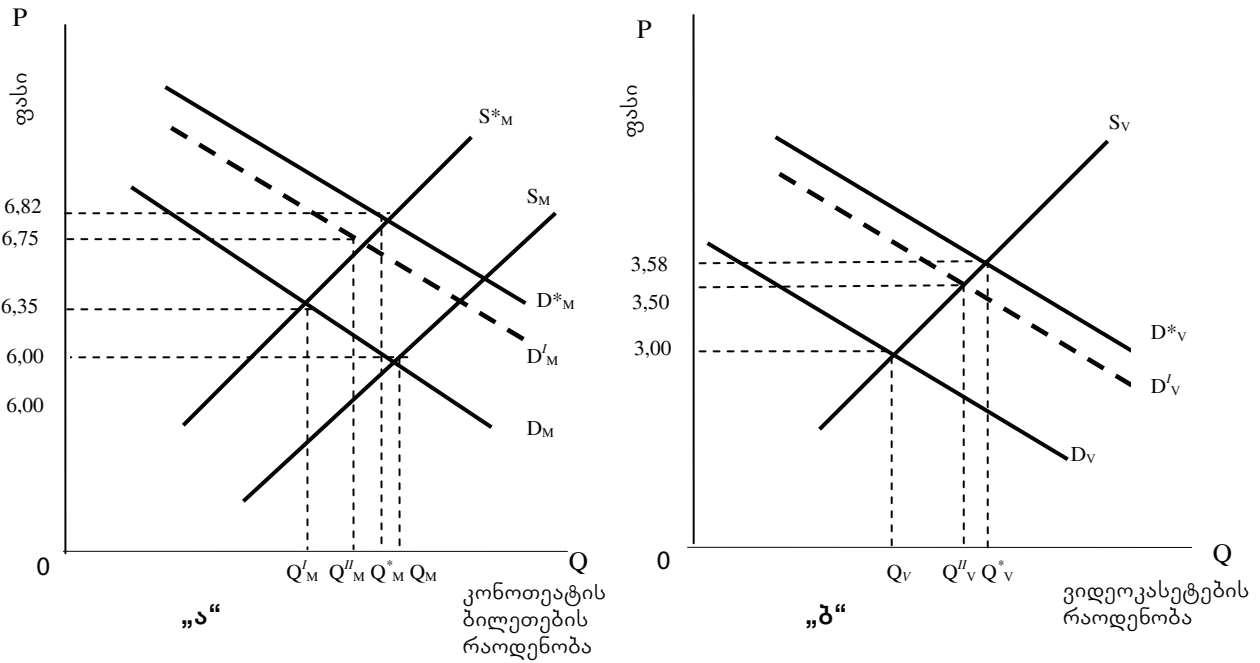 P
ფასი
S*M
SM
6,82
6,75
6,35
6,00
6,00
D*M
DIM
DM
0
QIM QIIM Q*M QM
Q
კონოთეატის
ბილეთების
რაოდენობა
„ა“
P
ფასი
SV
3,58
3,50
3,00
D*V
DIV
DV
0
QV QIIV Q*V
Q
ვიდეოკასეტების
რაოდენობა
„ბ“